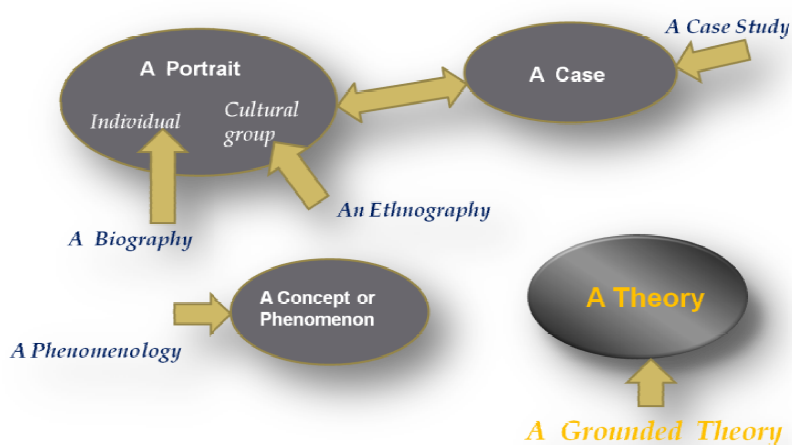 A Case Study
A Portrait
A Case
Individual
Cultural
group
An Ethnography
A Biography
A Concept or
Phenomenon
A Theory
A Phenomenology
A Grounded Theory